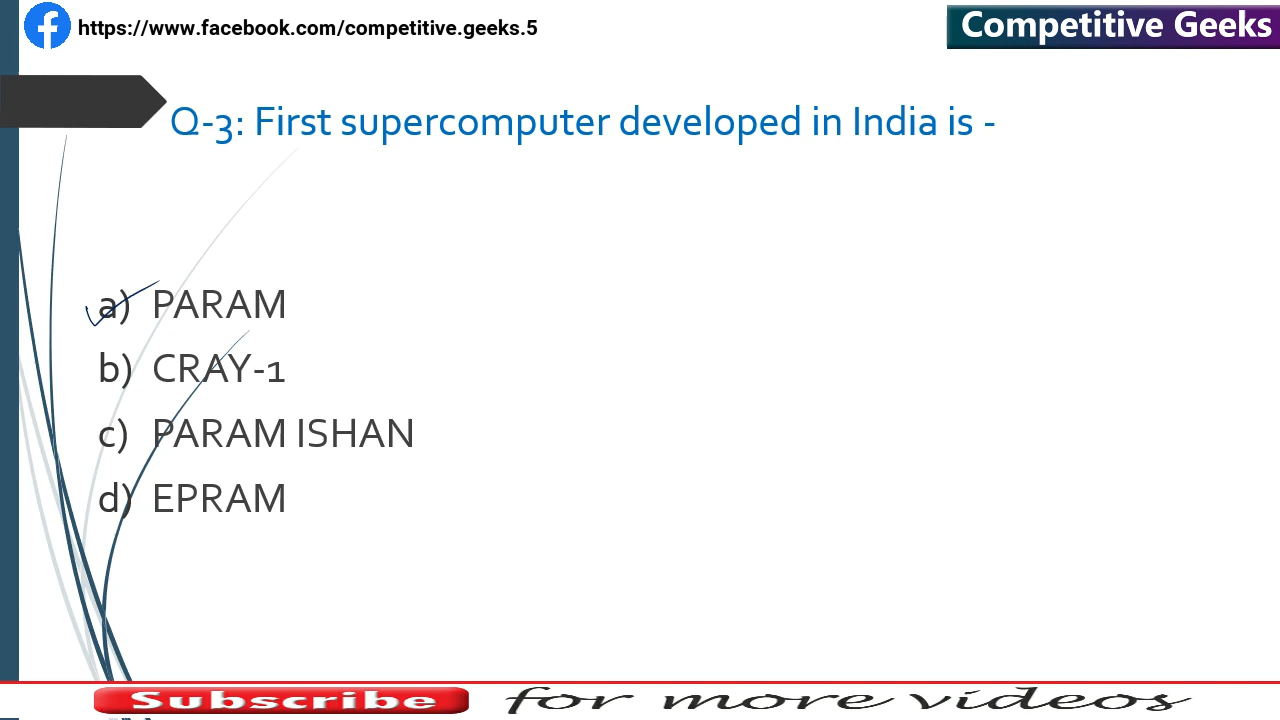 https://www.facebook.com/competitive.geeks.5
Competitive Geeks
Q-3: First supercomputer developed in India is -
a) PARAM
b) CRAY-1
c) PARAM ISHAN
d) EPRAM
Subscribe for more videos